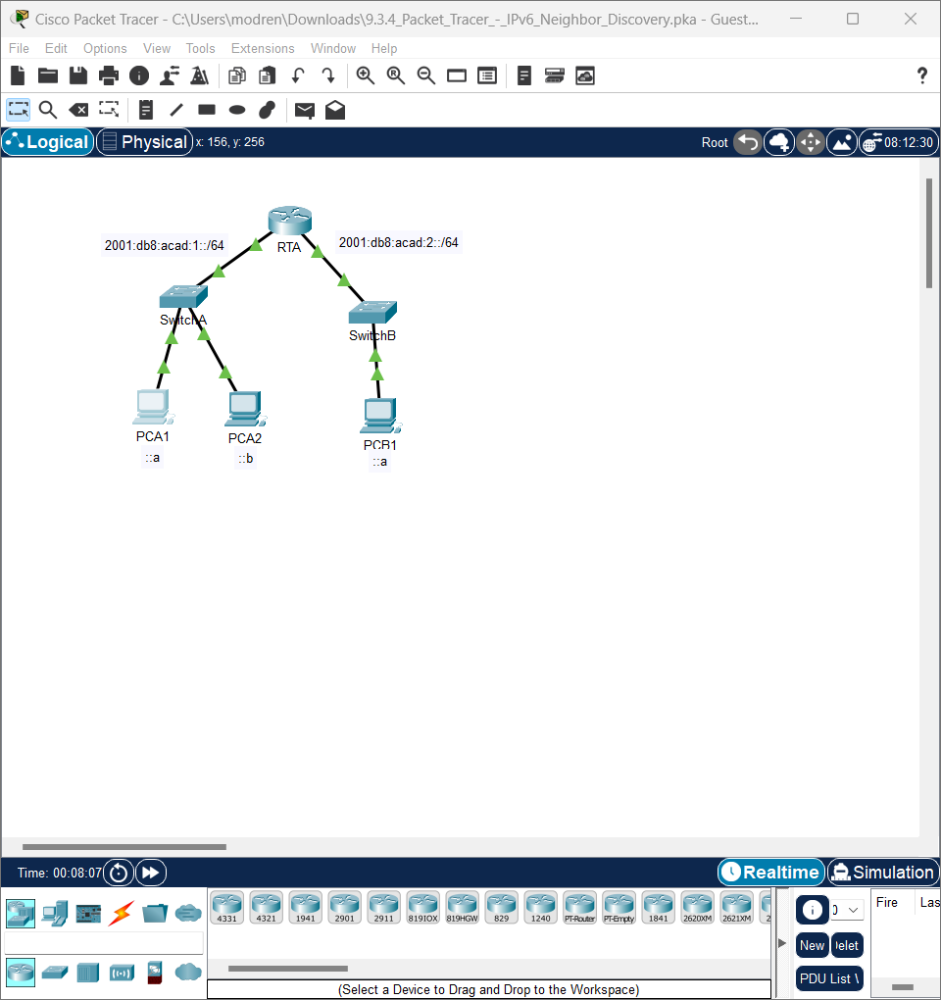 Cisco Packet Tracer - C:\Users\modren\Downloads\9.3.4_Packet_Tracer_-_IPv6_Neighbor_Discovery.pka - Guest...
File Edit Options View Tools Extensions Window Help
?
Logical Physical x: 156, y: 256 Root 08:12:30
2001:db8:acad:1::/64
2001:db8:acad:2::/64
RTA
SwitchA
SwitchB
PCA1
PCA2
PCB1
::a
::b
::a
Time: 00:08:07 Realtime Simulation
4331 4321 1941 2901 2911 819IOX 819HGW 829 1240 PT-Router PT-Empty 1841 2620XM 2621XM 2
0
Fire Las
New elet
PDU List
(Select a Device to Drag and Drop to the Workspace)